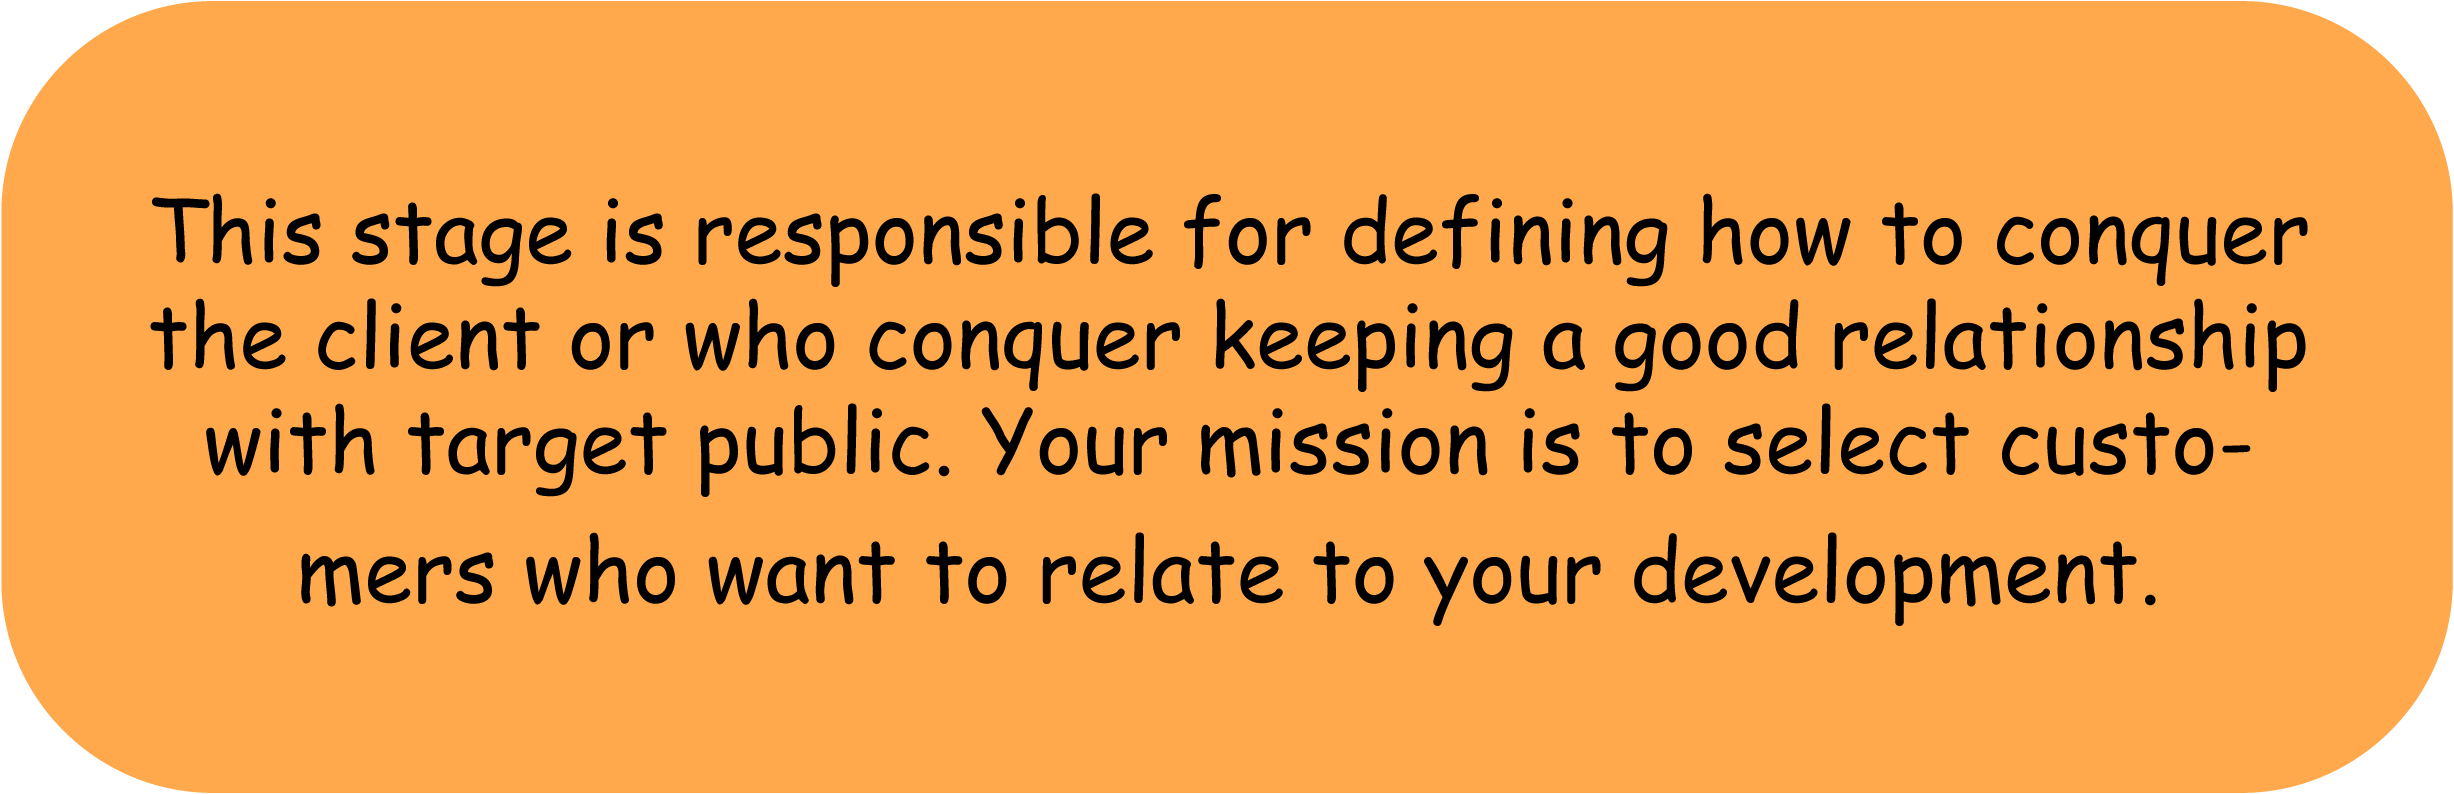 This stage is responsible for defining how to conquer
the client or who conquer keeping a good relationship
with target public. Your mission is to select custo-
mers who want to relate to your development.